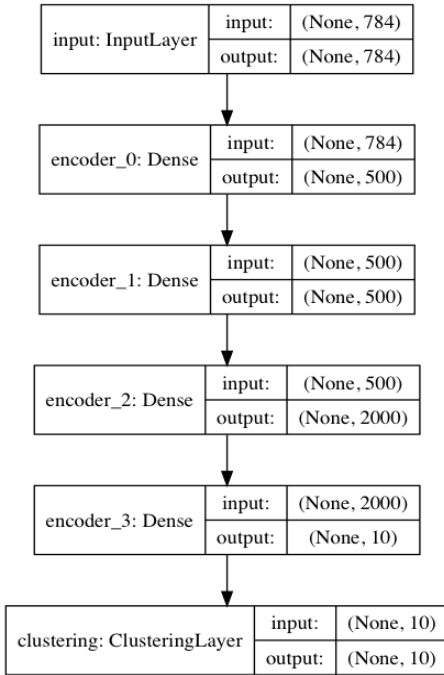 input: InputLayer
input: (None, 784)
output: (None, 784)
encoder_0: Dense
input: (None, 784)
output: (None, 500)
encoder_1: Dense
input: (None, 500)
output: (None, 500)
encoder_2: Dense
input: (None, 500)
output: (None, 2000)
encoder_3: Dense
input: (None, 2000)
output: (None, 10)
clustering: ClusteringLayer
input: (None, 10)
output: (None, 10)